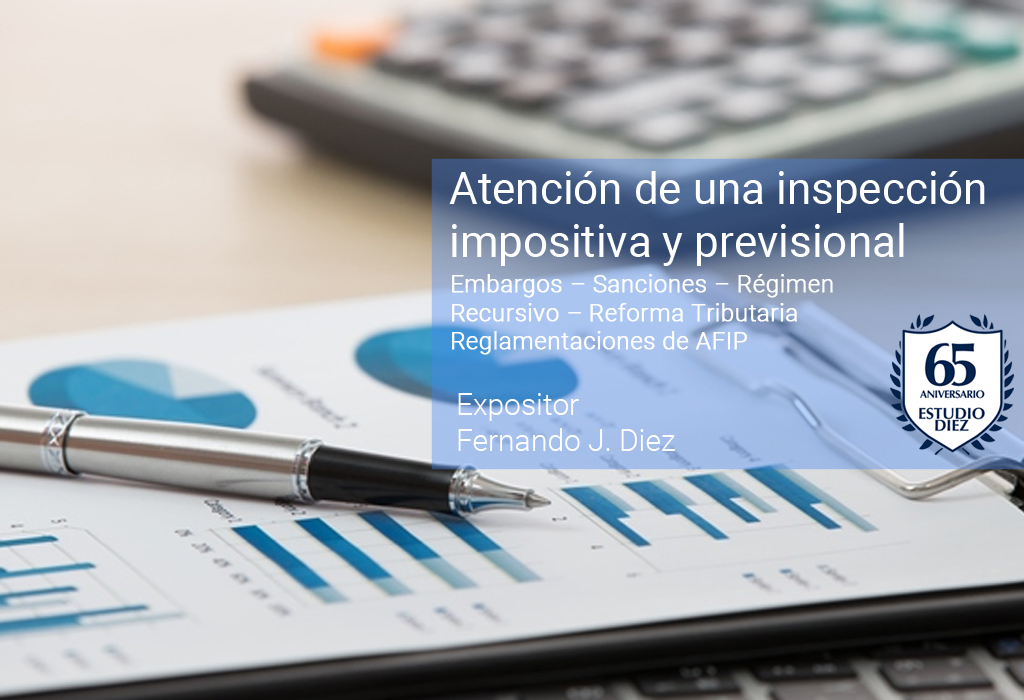 Atención de una inspección
impositiva y previsional
Embargos – Sanciones – Régimen
Recursivo – Reforma Tributaria
Reglamentaciones de AFIP
Expositor
Fernando J. Diez
65
ANIVERSARIO
ESTUDIO
DIEZ